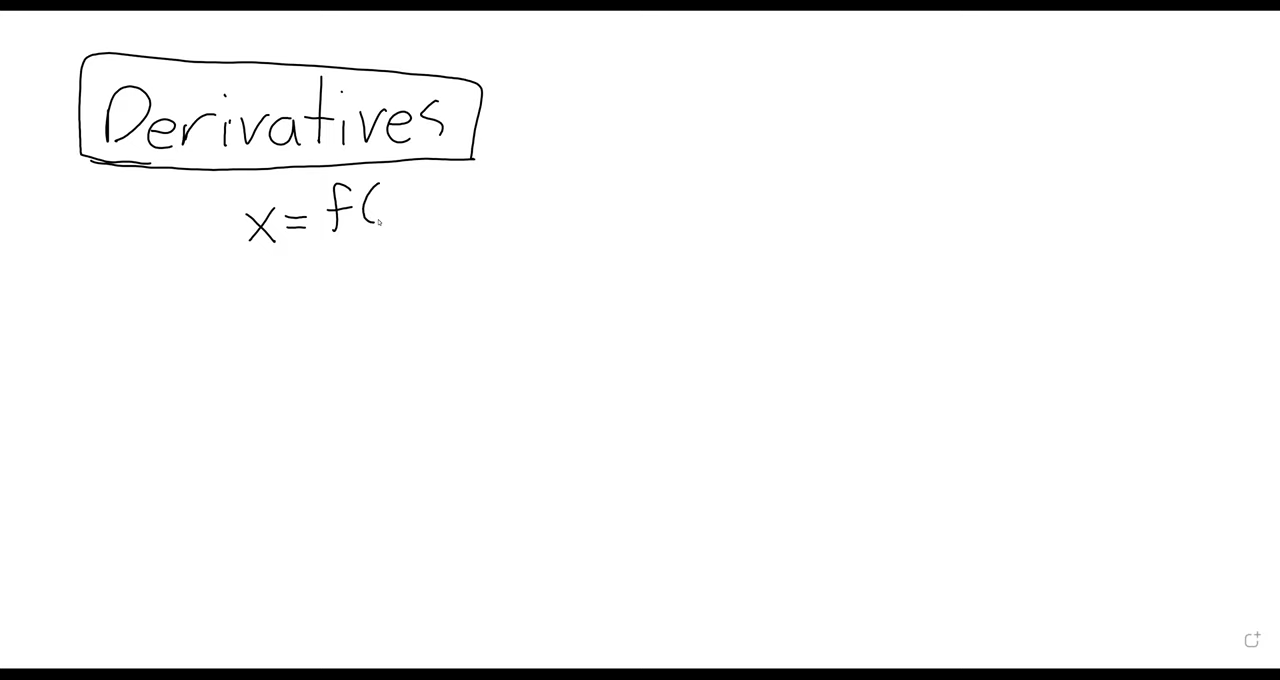 Derivatives
x = f(